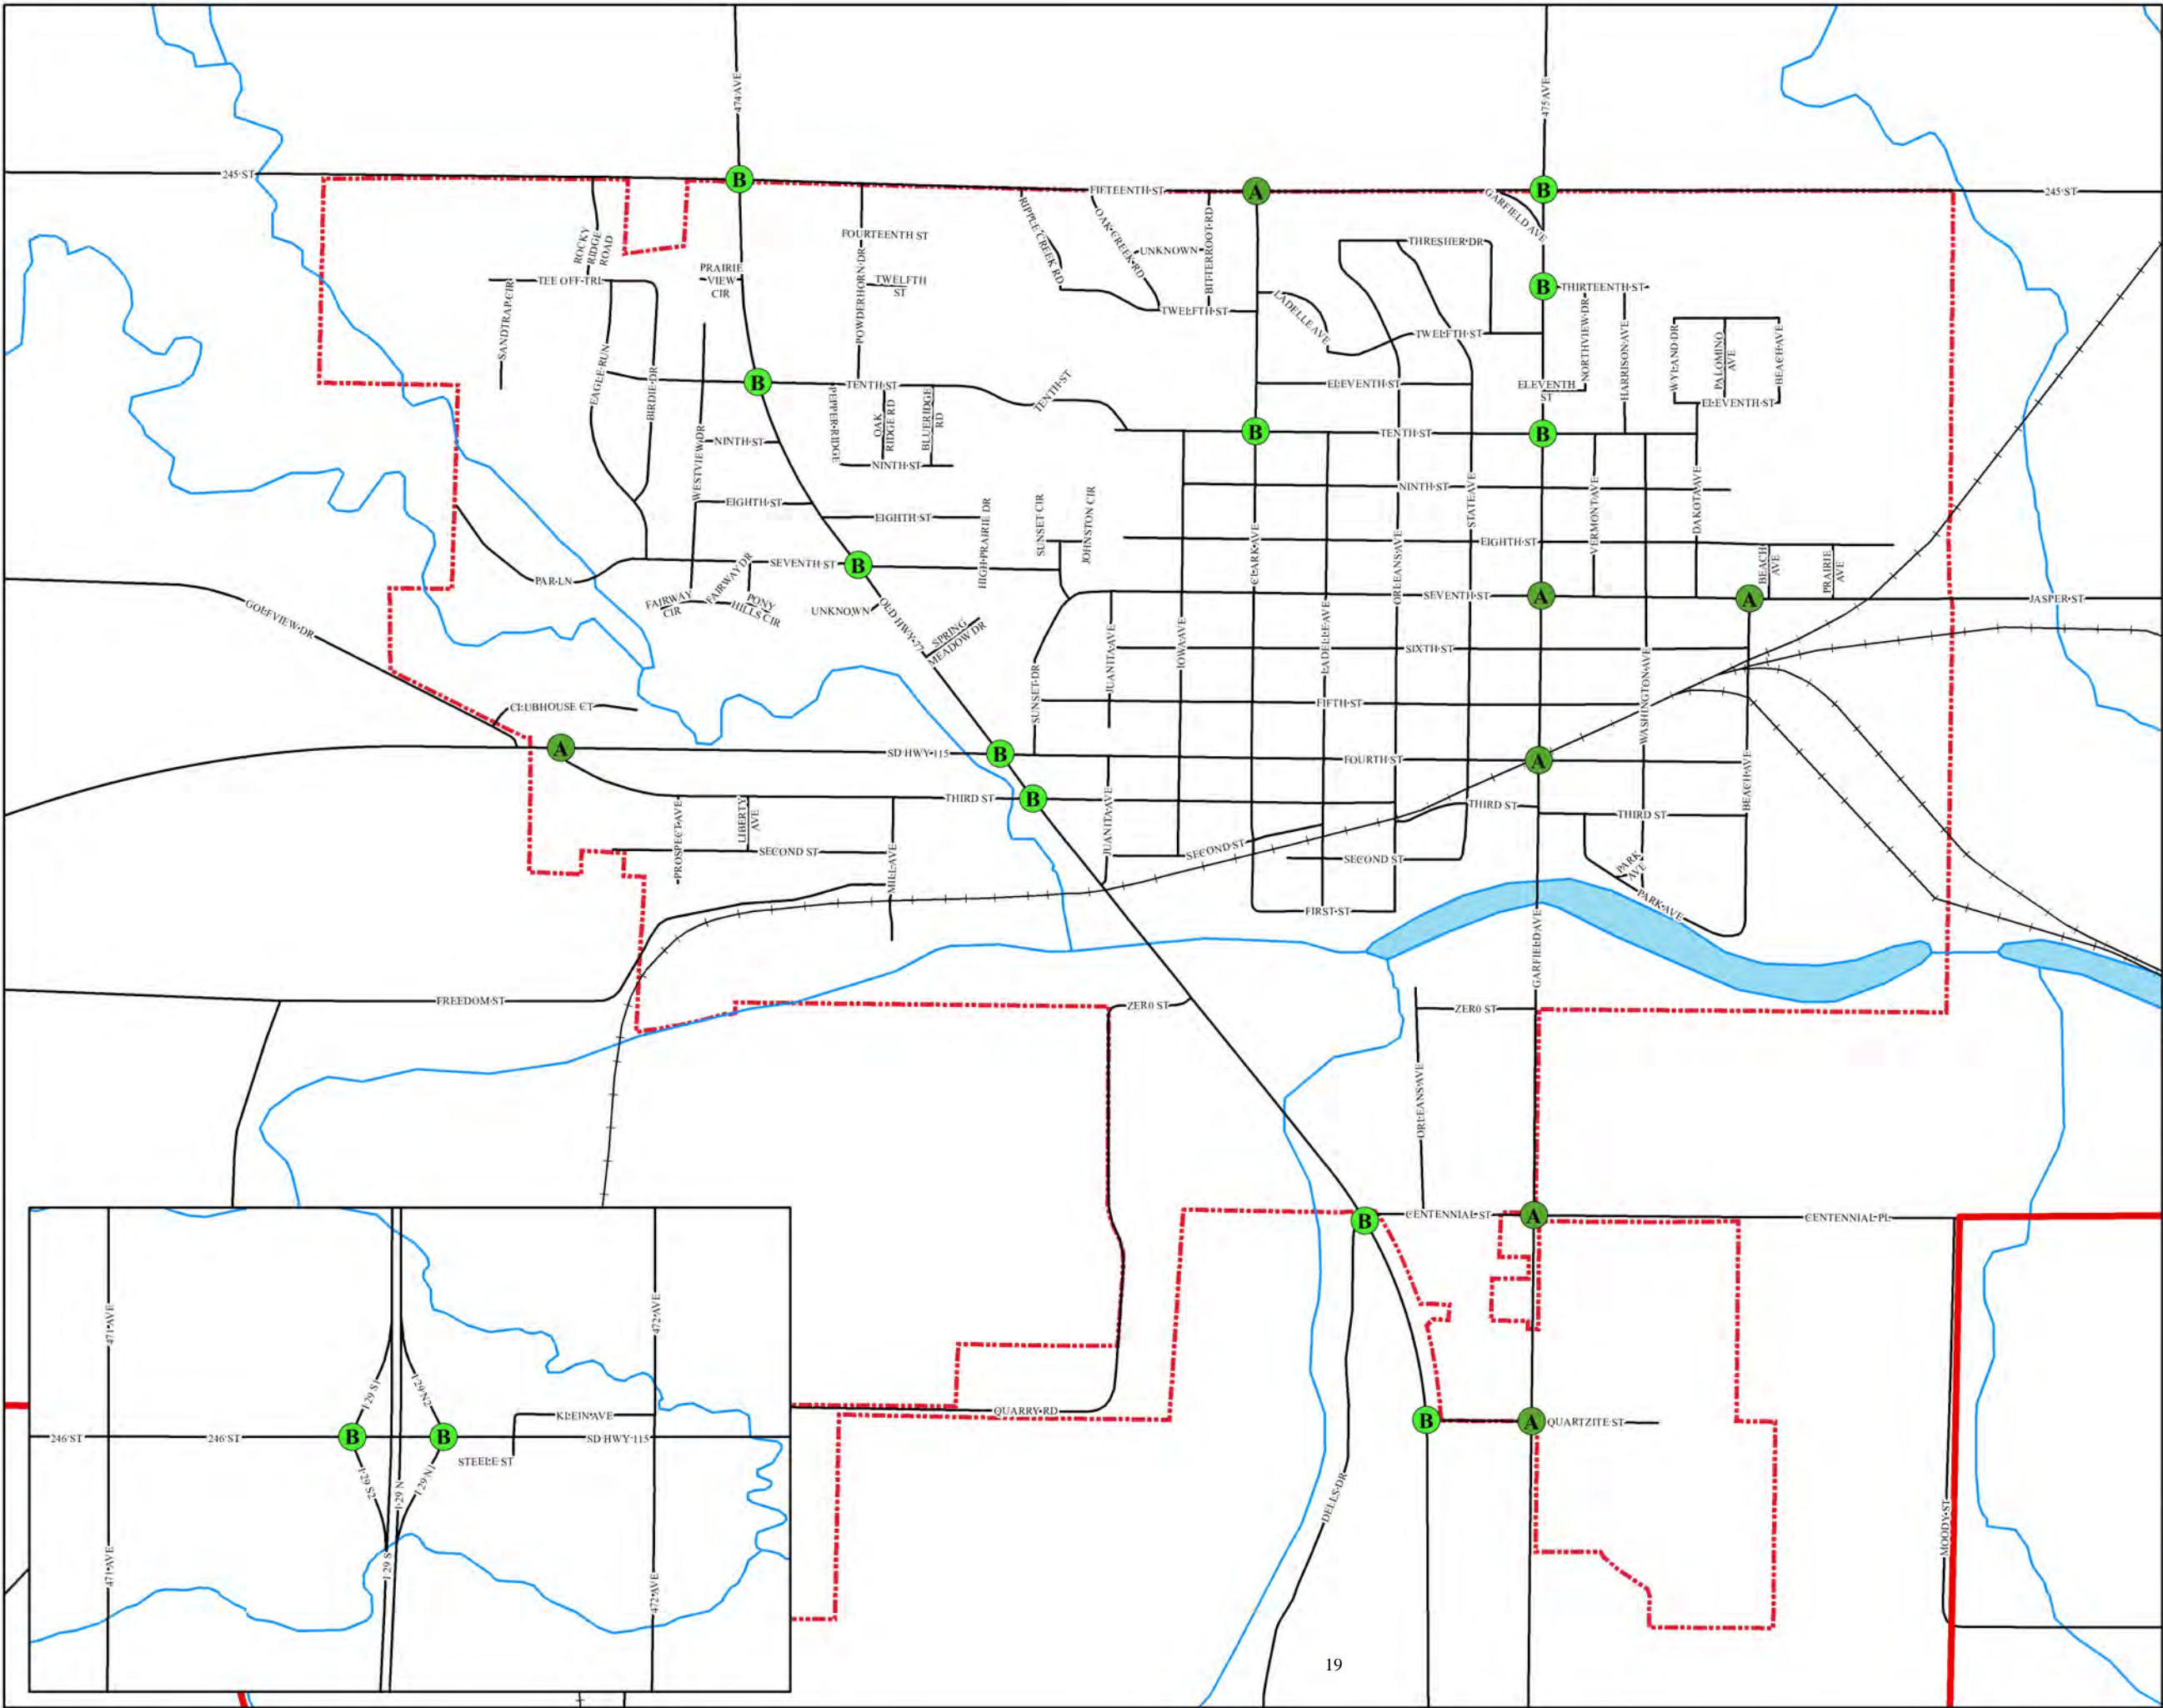 474 AVE
475 AVE
245 ST
B
FIFTEENTH ST
A
B
245 ST
GARFIELD AVE
ROCKY
RIDGE
ROAD
FOURTEENTH ST
RIPPLE CREEK RD
OAK CREEK RD
UNKNOWN
BITTERROOT RD
THRESHER DR
PRAIRIE
VIEW
CIR
TEE OFF TRL
SANDTRAP CIR
POWDERHORN DR
TWELFTH
ST
B
THIRTEENTH ST
TWELFTH ST
LADELLE AVE
TWELFTH ST
NORTHVIEW DR
HARRISON AVE
WYLAND DR
PALOMINO
AVE
BEACH AVE
EAGLE RUN
BIRDIE DR
B
TENTH ST
TENTH ST
ELEVENTH ST
ELEVENTH
ST
ELEVENTH ST
PEPPER RIDGE
OAK
RIDGE RD
BLUERIDGE
RD
WESTVIEW DR
NINTH ST
NINTH ST
B
TENTH ST
B
NINTH ST
STATE AVE
VERMONT AVE
DAKOTA AVE
EIGHTH ST
EIGHTH ST
HIGH PRAIRIE DR
SUNSET CIR
JOHNSTON CIR
CLARK AVE
ORLEANS AVE
EIGHTH ST
BEACH
AVE
PRAIRIE
AVE
PAR LN
FAIRWAY DR
SEVENTH ST
B
SEVENTH ST
A
A
JASPER ST
GOLFVIEW DR
FAIRWAY
CIR
PONY
HILLS CIR
UNKNOWN
OLD HWY 77
SPRING
MEADOW DR
JUANITA AVE
IOWA AVE
LADELLE AVE
SIXTH ST
WASHINGTON AVE
CLUBHOUSE CT
SUNSET DR
FIFTH ST
A
SD HWY 115
B
FOURTH ST
A
BEACH AVE
THIRD ST
B
THIRD ST
THIRD ST
PROSPECT AVE
LIBERTY
AVE
SECOND ST
MILL AVE
JUANITA AVE
SECOND ST
SECOND ST
PARK
AVE
PARK AVE
FIRST ST
GARFIELD AVE
FREEDOM ST
ZERO ST
ZERO ST
ORLEANS AVE
B
CENTENNIAL ST
A
CENTENNIAL PL
471 AVE
472 AVE
I 29 S1
I 29 N2
KLEIN AVE
QUARRY RD
B
A
QUARTZITE ST
246 ST
246 ST
B
B
SD HWY 115
STEELE ST
I 29 S2
I 29 N
I 29 N1
DELLS DR
MOODY ST
471 AVE
I 29 S
472 AVE
19